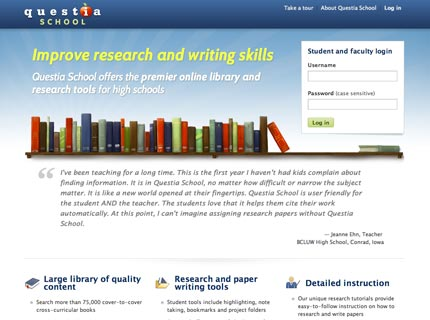 questia
SCHOOL
Take a tour   About Questia School   Log in
Improve research and writing skills
Questia School offers the premier online library and
research tools for high schools
Student and faculty login
Username
Password (case sensitive)
Log in
“ I've been teaching for a long time. This is the first year I haven't had kids complain about
finding information. It is in Questia School, no matter how difficult or narrow the subject
matter. It is like a new world opened at their fingertips. Questia School is user friendly for
the student AND the teacher. The students love that it helps them cite their work
automatically. At this point, I can't imagine assigning research papers without Questia
School.
— Jeanne Ehn, Teacher
BCLUW High School, Conrad, Iowa
Large library of quality
content
» Search more than 75,000 cover-to-cover
cross-curricular books
Research and paper
writing tools
» Student tools include highlighting, note
taking, bookmarks and project folders
Detailed instruction
» Our unique research tutorials provide
easy-to-follow instruction on how to
research and write papers